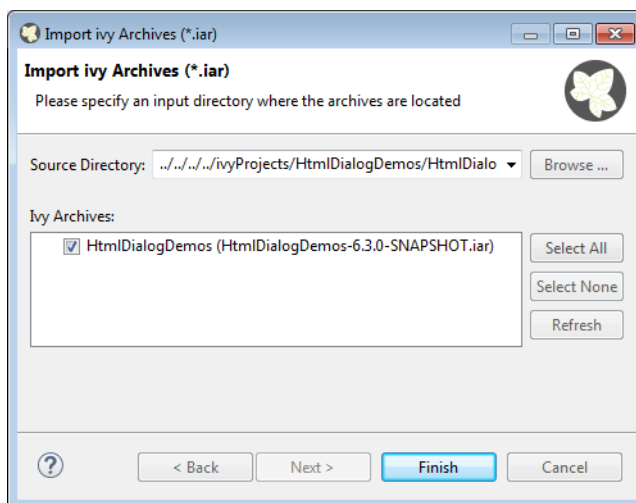 Import ivy Archives (*.iar)
Import ivy Archives (*.iar)
Please specify an input directory where the archives are located
Source Directory: ../../../../ivyProjects/HtmlDialogDemos/HtmlDialo Browse ...
Ivy Archives:
HtmlDialogDemos (HtmlDialogDemos-6.3.0-SNAPSHOT.iar)
Select All
Select None
Refresh
? < Back Next > Finish Cancel